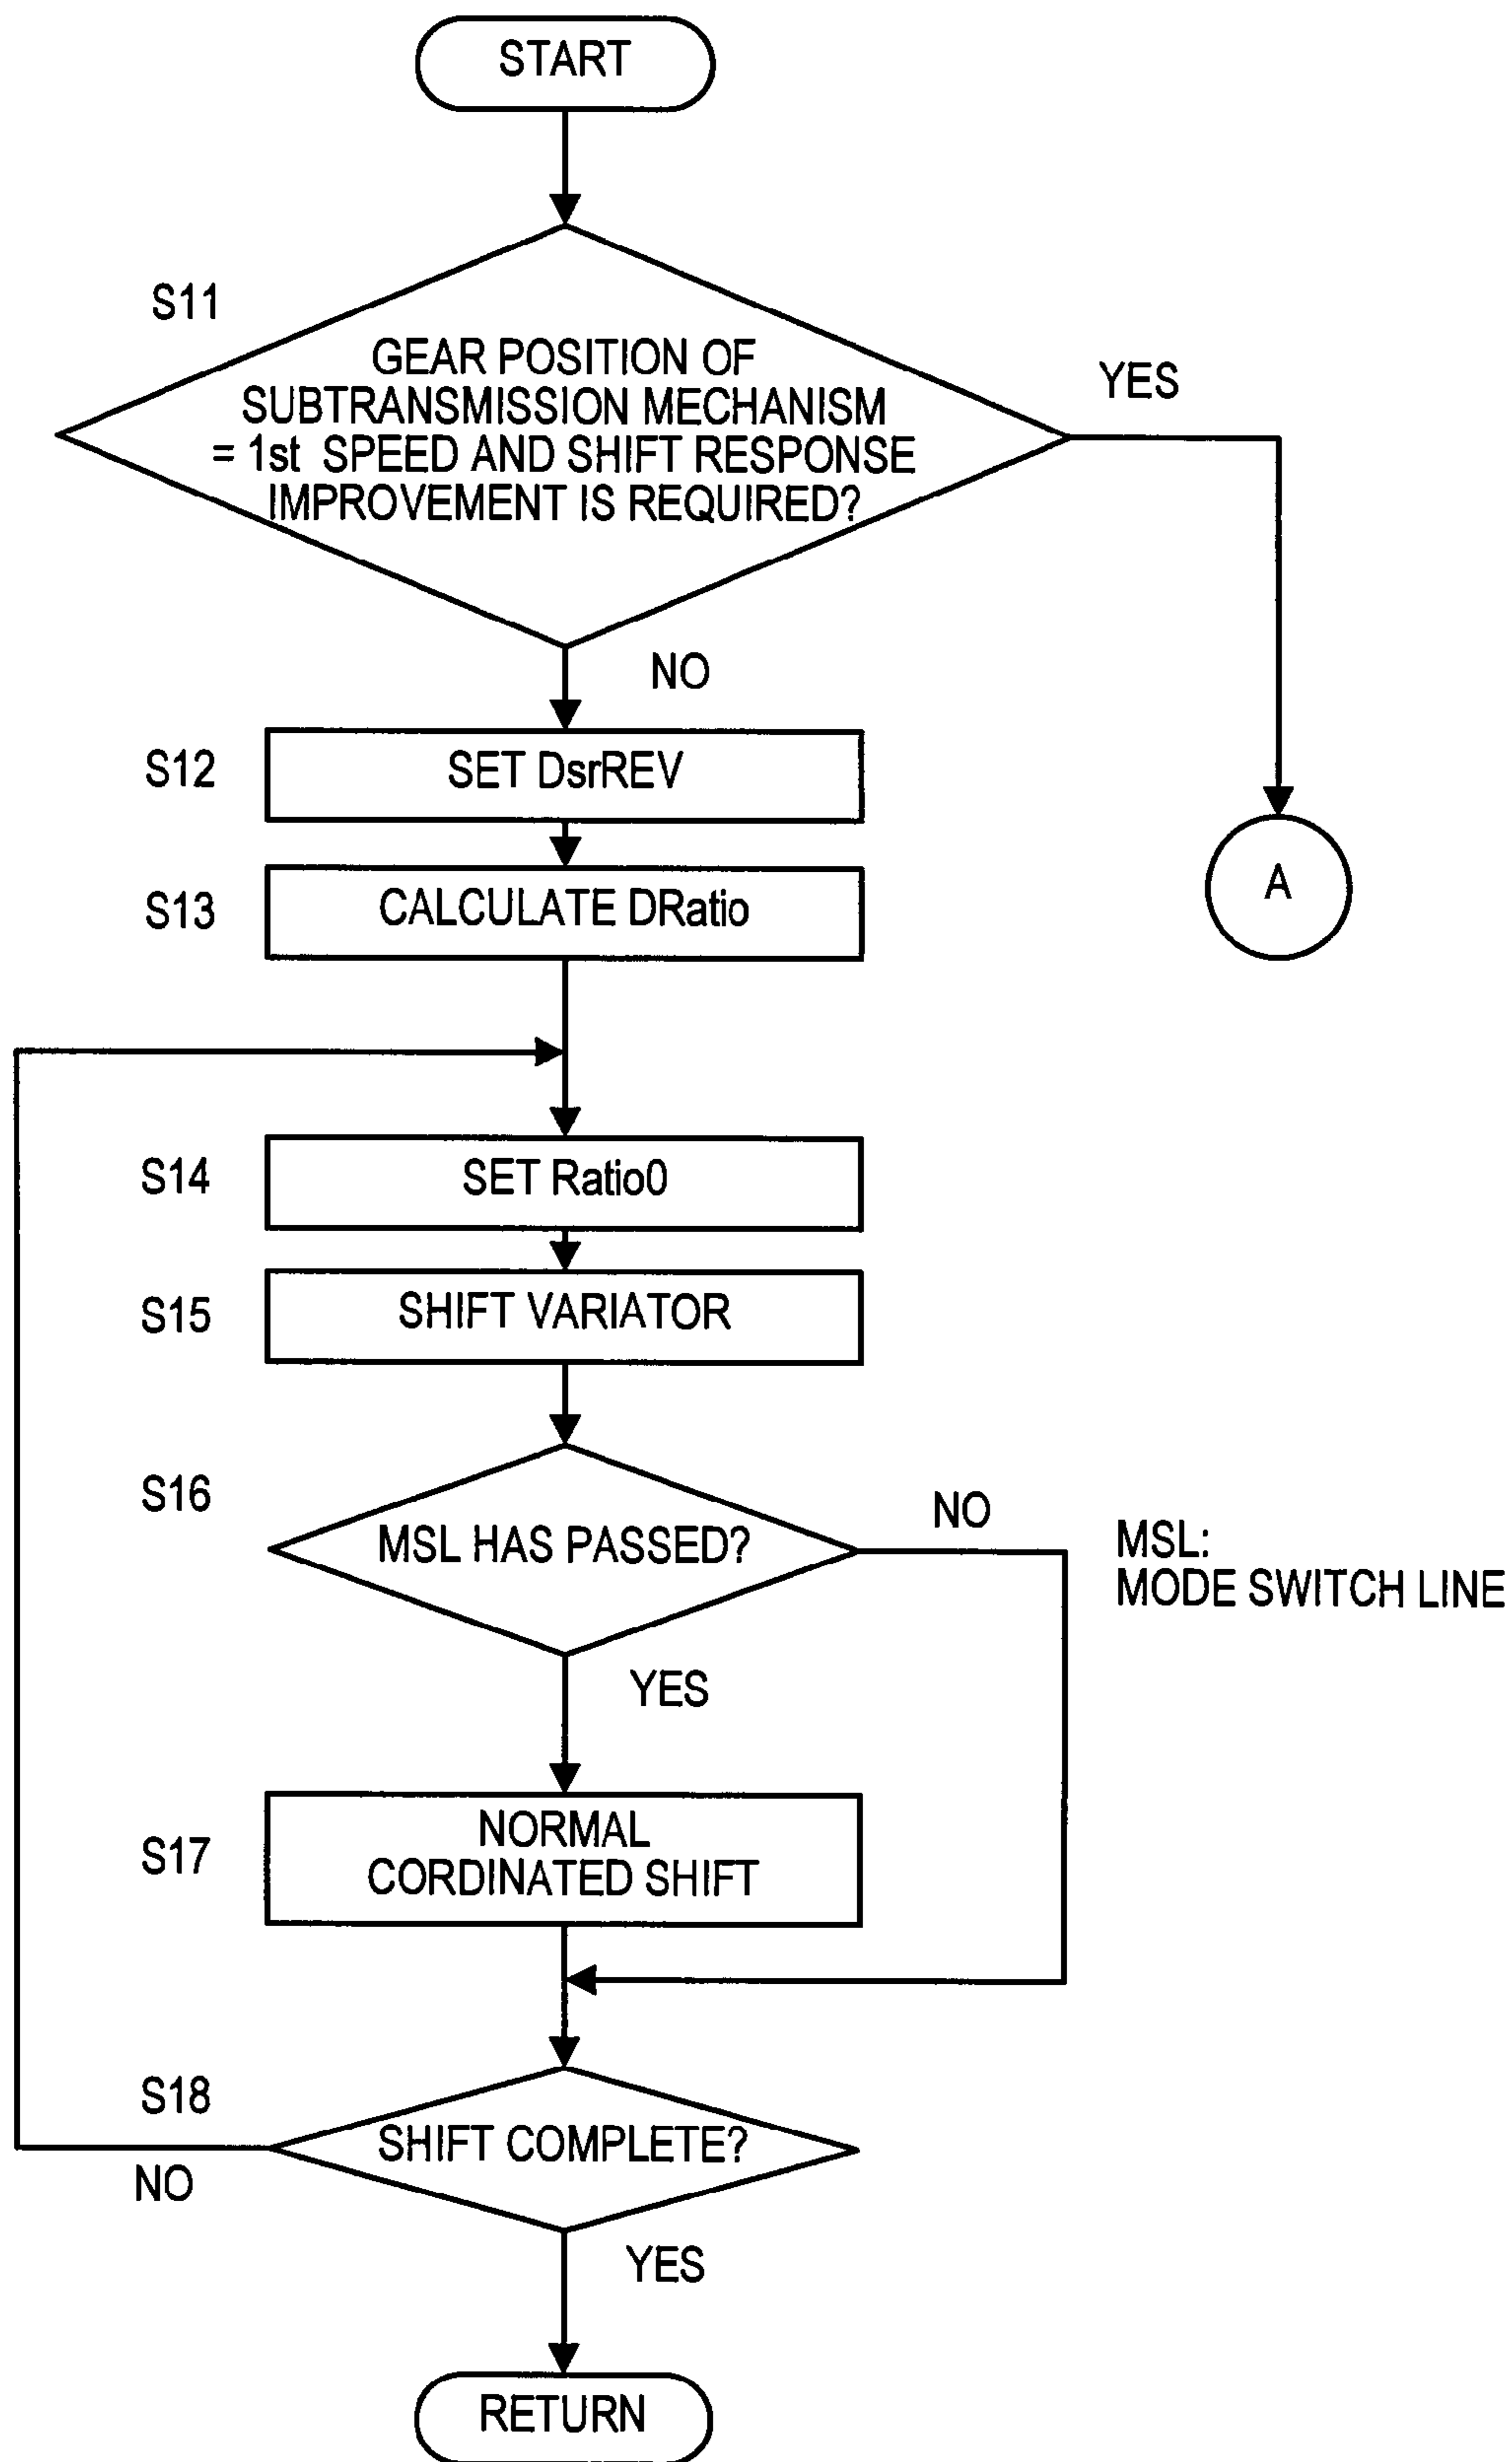 START
S11
GEAR POSITION OF
SUBTRANSMISSION MECHANISM
= 1st SPEED AND SHIFT RESPONSE
IMPROVEMENT IS REQUIRED?
YES
NO
S12
SET DsrREV
S13
CALCULATE DRatio
A
S14
SET Ratio0
S15
SHIFT VARIATOR
S16
MSL HAS PASSED?
NO
MSL:
MODE SWITCH LINE
YES
S17
NORMAL
CORDINATED SHIFT
S18
SHIFT COMPLETE?
NO
YES
RETURN